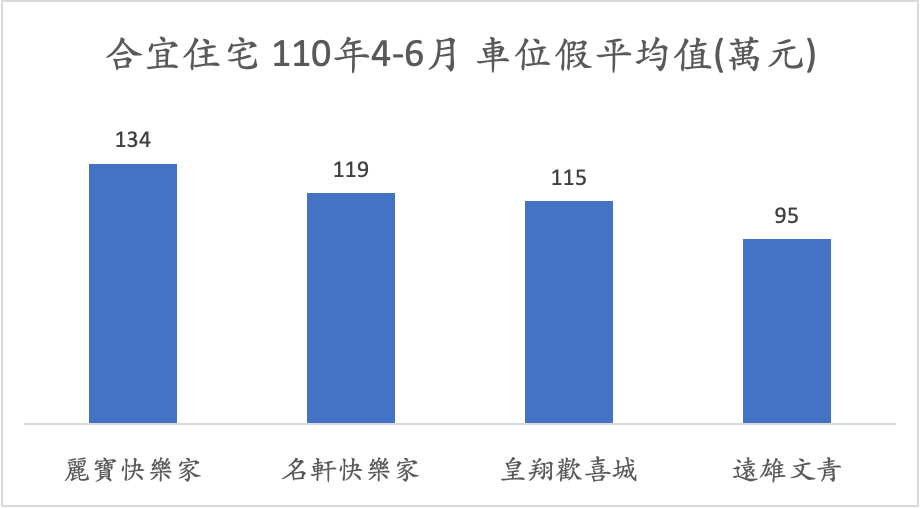 合宜住宅 110年4-6月 車位假平均值(萬元)
134
119
115
95
麗寶快樂家
名軒快樂家
皇翔歡喜城
遠雄文青